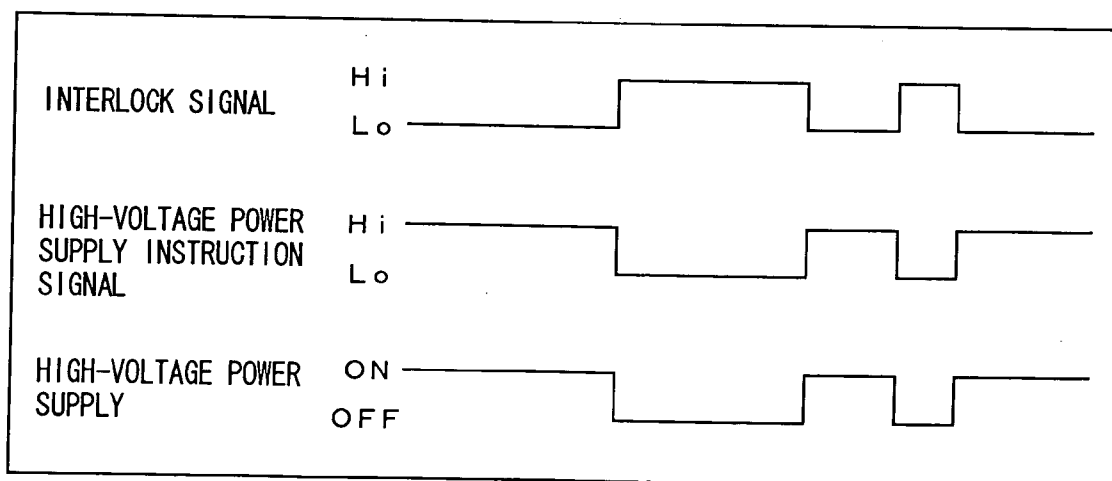 INTERLOCK SIGNAL
Hi
Lo
HIGH-VOLTAGE POWER
SUPPLY INSTRUCTION
SIGNAL
Hi
Lo
HIGH-VOLTAGE POWER
SUPPLY
ON
OFF